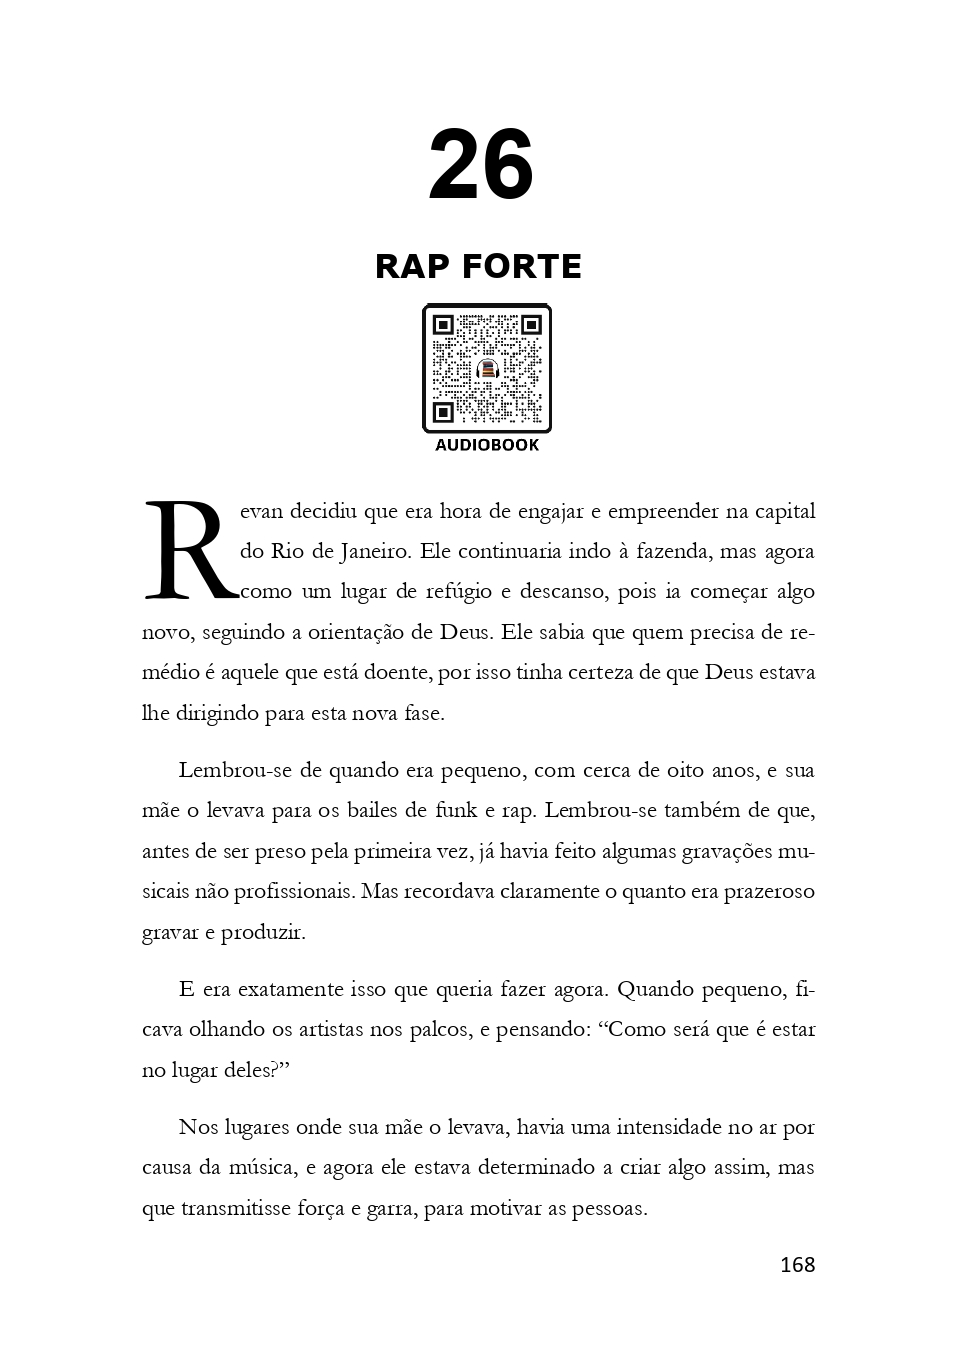 26
RAP FORTE
AUDIOBOOK
Revan decidiu que era hora de engajar e empreender na capital
do Rio de Janeiro. Ele continuaria indo à fazenda, mas agora
como um lugar de refúgio e descanso, pois ia começar algo
novo, seguindo a orientação de Deus. Ele sabia que quem precisa de re-
médio é aquele que está doente, por isso tinha certeza de que Deus estava
lhe dirigindo para esta nova fase.
Lembrou-se de quando era pequeno, com cerca de oito anos, e sua
mãe o levava para os bailes de funk e rap. Lembrou-se também de que,
antes de ser preso pela primeira vez, já havia feito algumas gravações mu-
sicais não profissionais. Mas recordava claramente o quanto era prazeroso
gravar e produzir.
E era exatamente isso que queria fazer agora. Quando pequeno, fi-
cava olhando os artistas nos palcos, e pensando: “Como será que é estar
no lugar deles?”
Nos lugares onde sua mãe o levava, havia uma intensidade no ar por
causa da música, e agora ele estava determinado a criar algo assim, mas
que transmitisse força e garra, para motivar as pessoas.
168